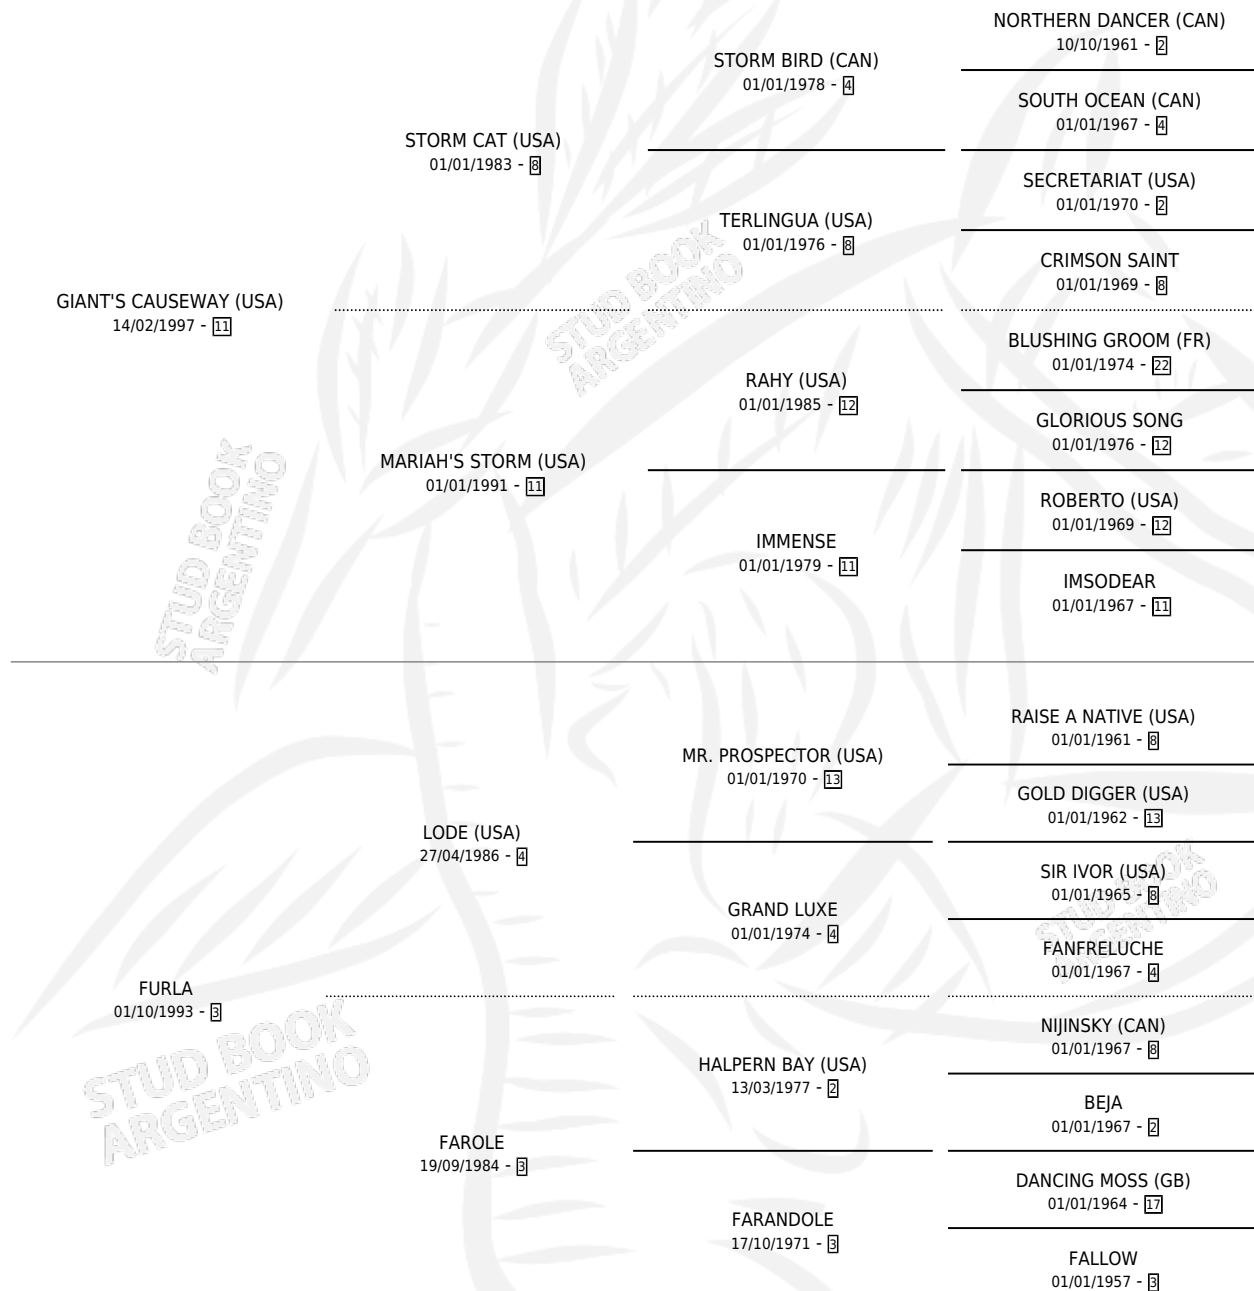 NORTHERN DANCER (CAN)
10/10/1961 - 2
STORM BIRD (CAN)
01/01/1978 - 4
SOUTH OCEAN (CAN)
01/01/1967 - 4
STORM CAT (USA)
01/01/1983 - 8
SECRETARIAT (USA)
01/01/1970 - 2
TERLINGUA (USA)
01/01/1976 - 8
CRIMSON SAINT
01/01/1969 - 8
GIANT'S CAUSEWAY (USA)
14/02/1997 - 11
BLUSHING GROOM (FR)
01/01/1974 - 22
RAHY (USA)
01/01/1985 - 12
GLORIOUS SONG
01/01/1976 - 12
MARIAH'S STORM (USA)
01/01/1991 - 11
ROBERTO (USA)
01/01/1969 - 12
IMMENSE
01/01/1979 - 11
IMSODEAR
01/01/1967 - 11
RAISE A NATIVE (USA)
01/01/1961 - 8
MR. PROSPECTOR (USA)
01/01/1970 - 13
GOLD DIGGER (USA)
01/01/1962 - 13
LODE (USA)
27/04/1986 - 4
SIR IVOR (USA)
01/01/1965 - 8
GRAND LUXE
01/01/1974 - 4
FANFRELUCHE
01/01/1967 - 4
FURLA
01/10/1993 - 3
NIJINSKY (CAN)
01/01/1967 - 8
HALPERN BAY (USA)
13/03/1977 - 2
BEJA
01/01/1967 - 2
FAROLE
19/09/1984 - 3
DANCING MOSS (GB)
01/01/1964 - 17
FARANDOLE
17/10/1971 - 3
FALLOW
01/01/1957 - 3
STUD BOOK
ARGENTINO
STUD BOOK
ARGENTINO
STUD BOOK
ARGENTINO
STUD BOOK
ARGENTINO